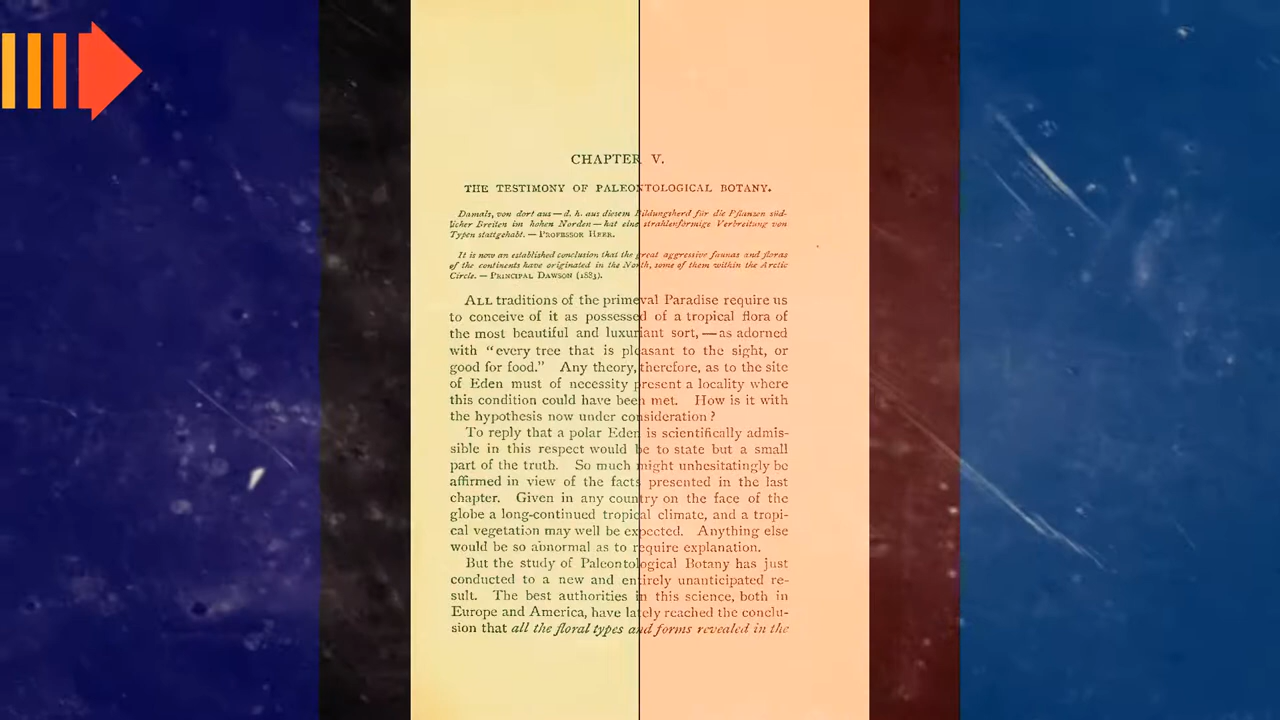 CHAPTER V.
THE TESTIMONY OF PALEONTOLOGICAL BOTANY.
Damals, von dort aus — d. h. aus diesem Bildungsherd für die Pflanzen süd-
licher Breiten im hohen Norden — hat eine strahlenförmige Verbreitung von
Typen stattgehabt. — PROFESSOR HEER.
It is now an established conclusion that the great aggressive faunas and floras
of the continents have originated in the North, some of them within the Arctic
Circle. — PRINCIPAL DAWSON (1883).
ALL traditions of the primeval Paradise require us
to conceive of it as possessed of a tropical flora of
the most beautiful and luxuriant sort, — as adorned
with “every tree that is pleasant to the sight, or
good for food.” Any theory, therefore, as to the site
of Eden must of necessity present a locality where
this condition could have been met. How is it with
the hypothesis now under consideration?
To reply that a polar Eden is scientifically admis-
sible in this respect would be to state but a small
part of the truth. So much might unhesitatingly be
affirmed in view of the facts presented in the last
chapter. Given in any country on the face of the
globe a long-continued tropical climate, and a tropi-
cal vegetation may well be expected. Anything else
would be so abnormal as to require explanation.
But the study of Paleontological Botany has just
conducted to a new and entirely unanticipated re-
sult. The best authorities in this science, both in
Europe and America, have lately reached the conclu-
sion that all the floral types and forms revealed in the